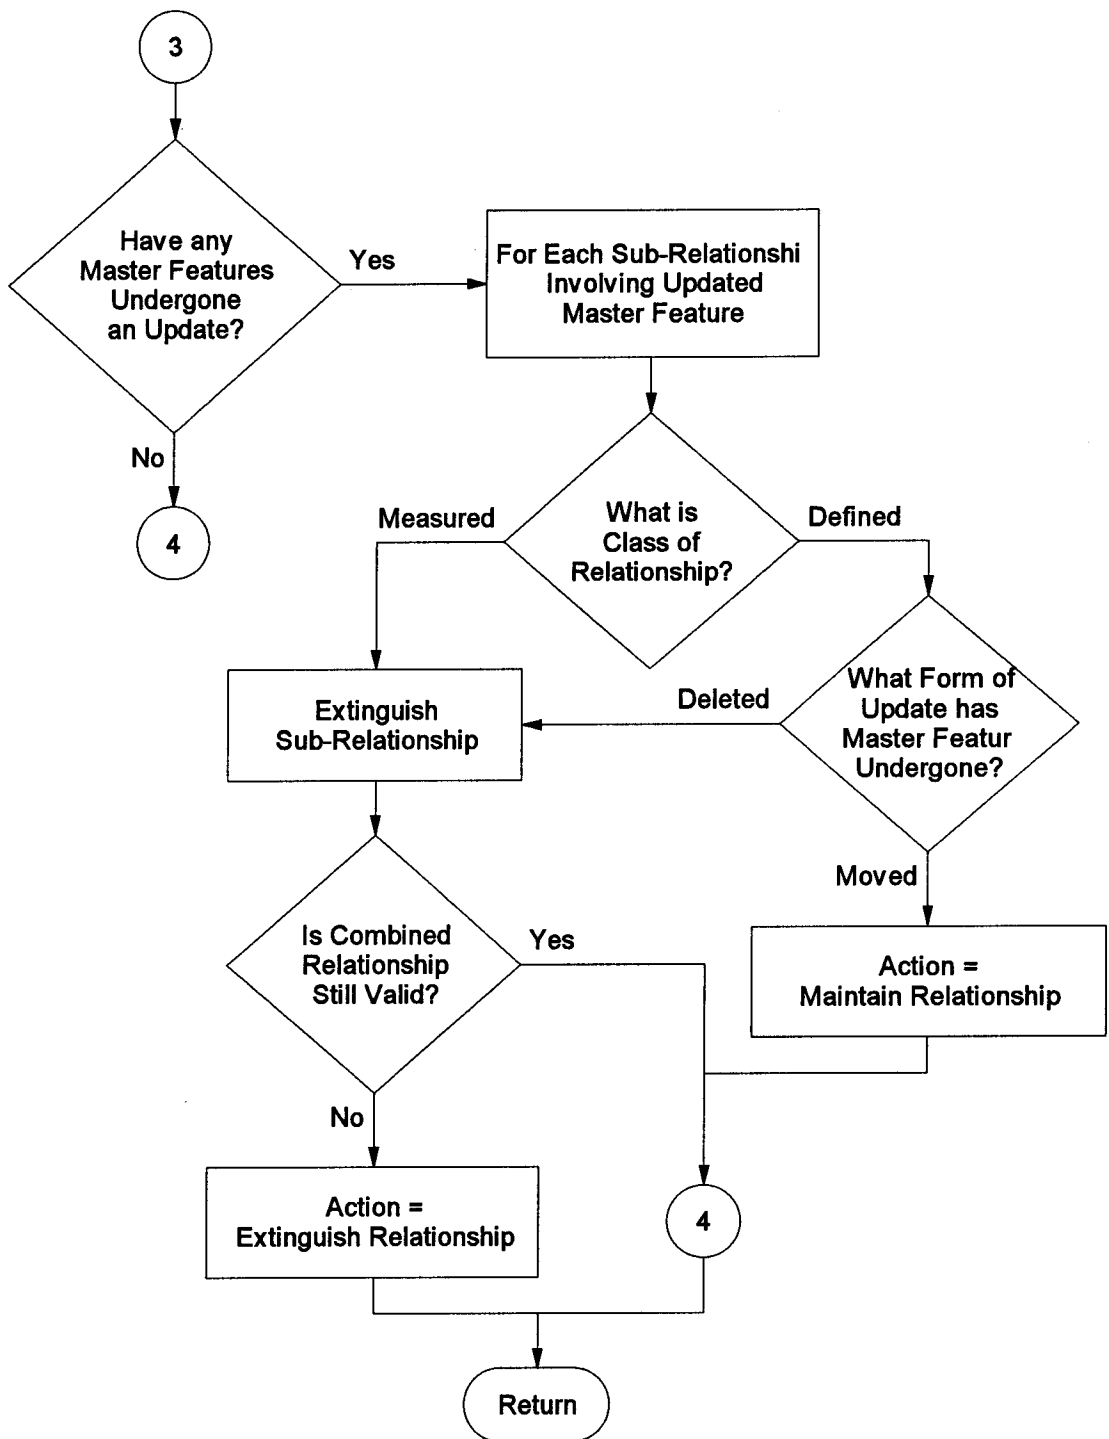 3
Have any
Master Features
Undergone
an Update?
Yes
For Each Sub-Relationshi
Involving Updated
Master Feature
No
4
Measured
What is
Class of
Relationship?
Defined
Extinguish
Sub-Relationship
Deleted
What Form of
Update has
Master Featur
Undergone?
Moved
Is Combined
Relationship
Still Valid?
Yes
Action =
Maintain Relationship
No
Action =
Extinguish Relationship
4
Return